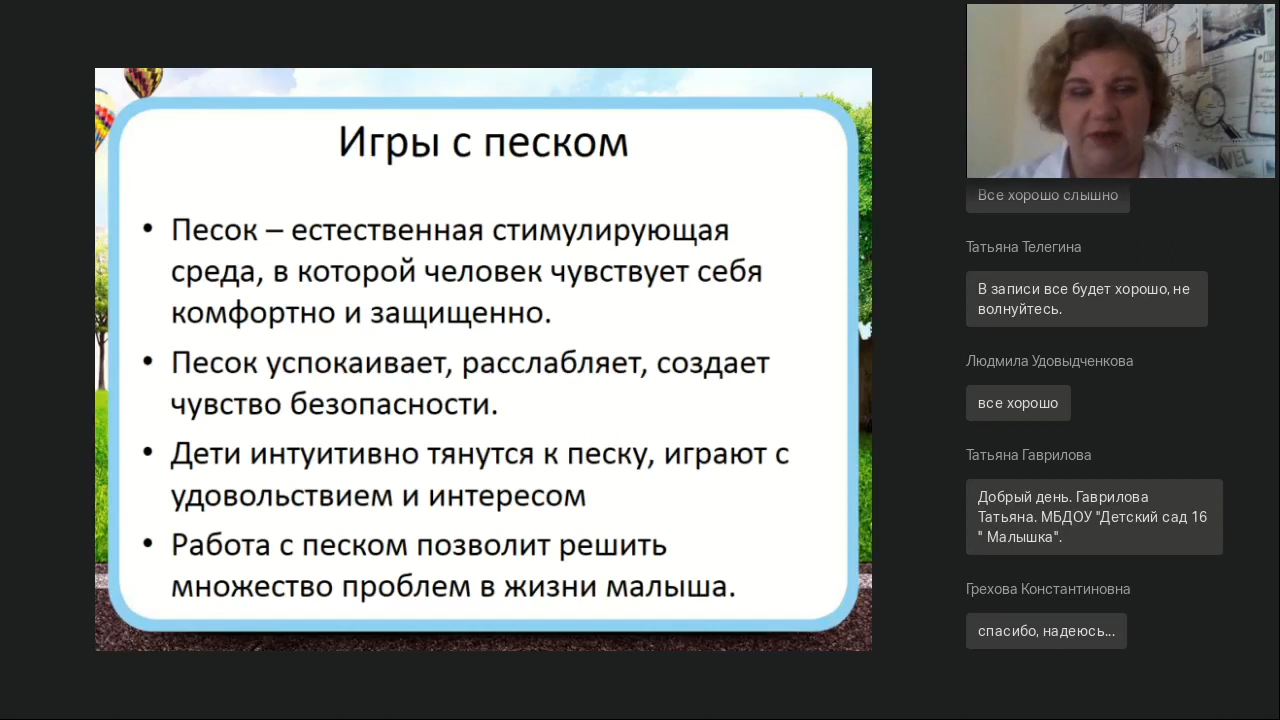 Игры с песком
• Песок – естественная стимулирующая
среда, в которой человек чувствует себя
комфортно и защищенно.
• Песок успокаивает, расслабляет, создает
чувство безопасности.
• Дети интуитивно тянутся к песку, играют с
удовольствием и интересом
• Работа с песком позволит решить
множество проблем в жизни малыша.
Все хорошо слышно
Татьяна Телегина
В записи все будет хорошо, не
волнуйтесь.
Людмила Удовыдченкова
все хорошо
Татьяна Гаврилова
Добрый день. Гаврилова
Татьяна. МБДОУ "Детский сад 16
" Малышка".
Грехова Константиновна
спасибо, надеюсь...